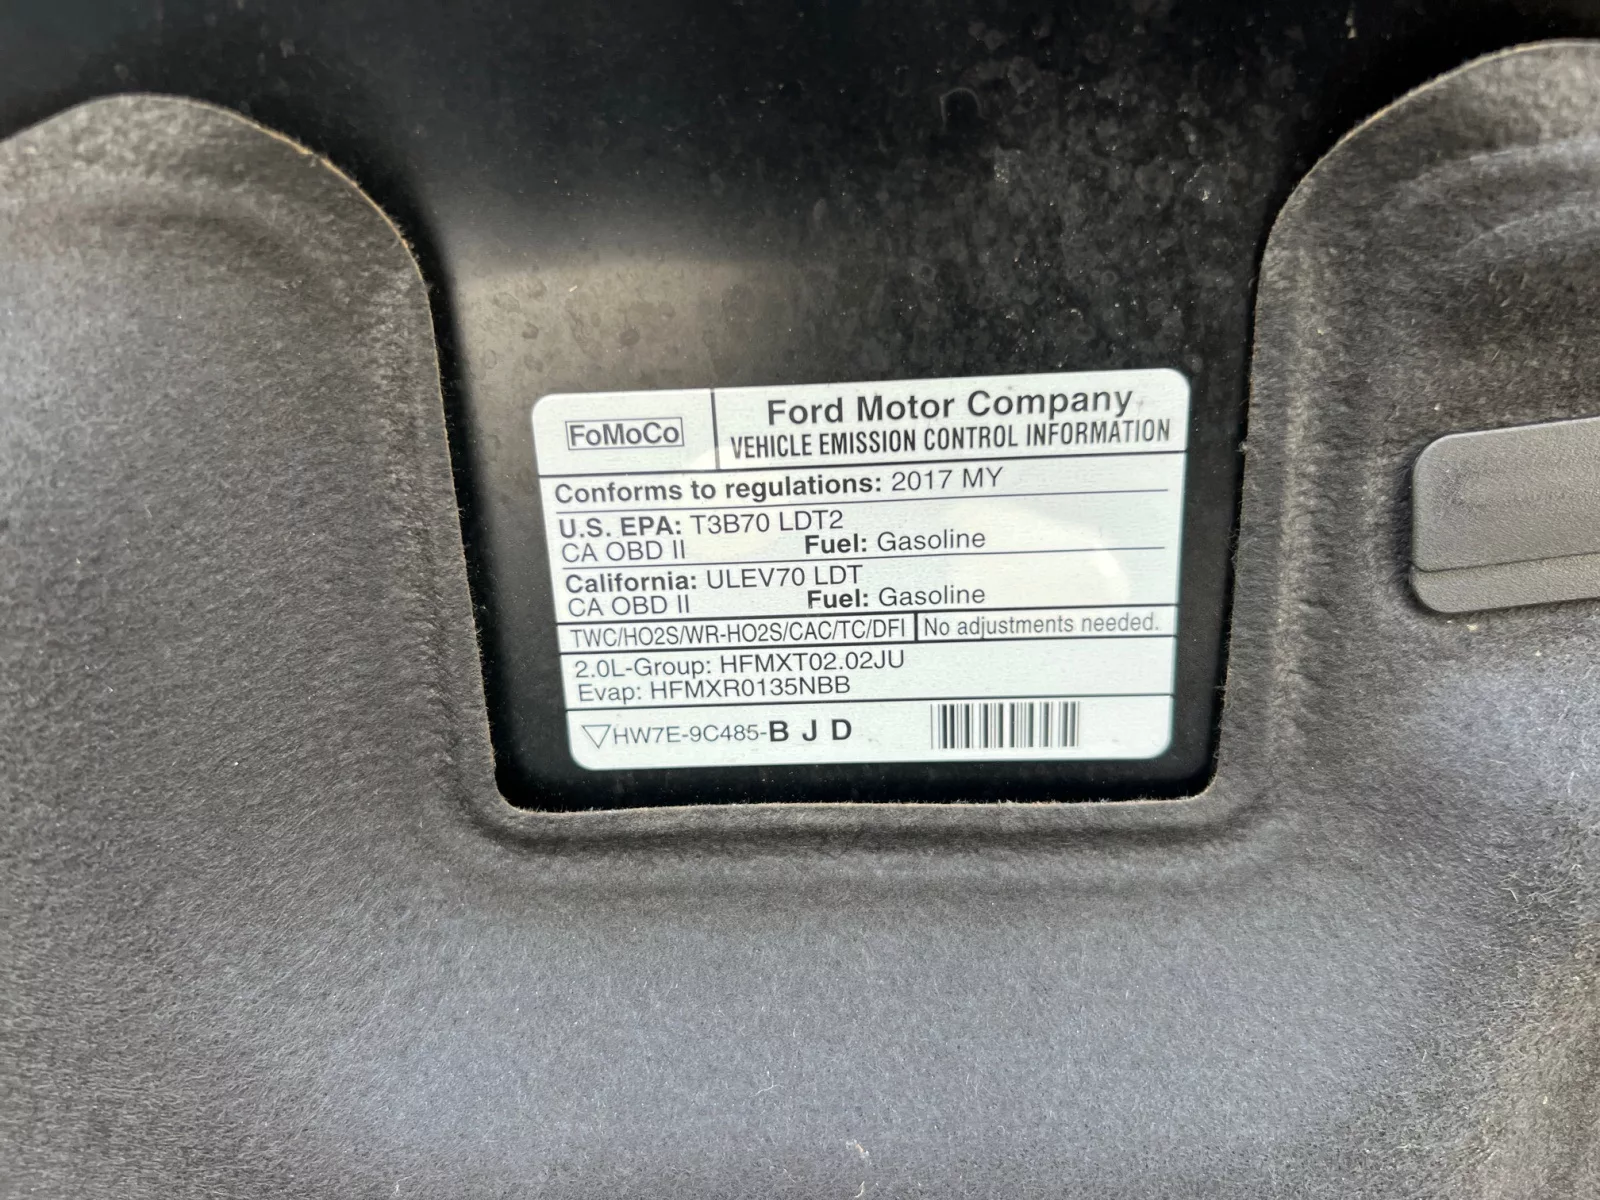 FoMoCo
Ford Motor Company
VEHICLE EMISSION CONTROL INFORMATION
Conforms to regulations: 2017 MY
U.S. EPA: T3B70 LDT2
CA OBD II Fuel: Gasoline
California: ULEV70 LDT
CA OBD II Fuel: Gasoline
TWC/HO2S/WR-HO2S/CAC/TC/DFI No adjustments needed.
2.0L-Group: HFMXT02.02JU
Evap: HFMXR0135NBB
HW7E-9C485-B J D